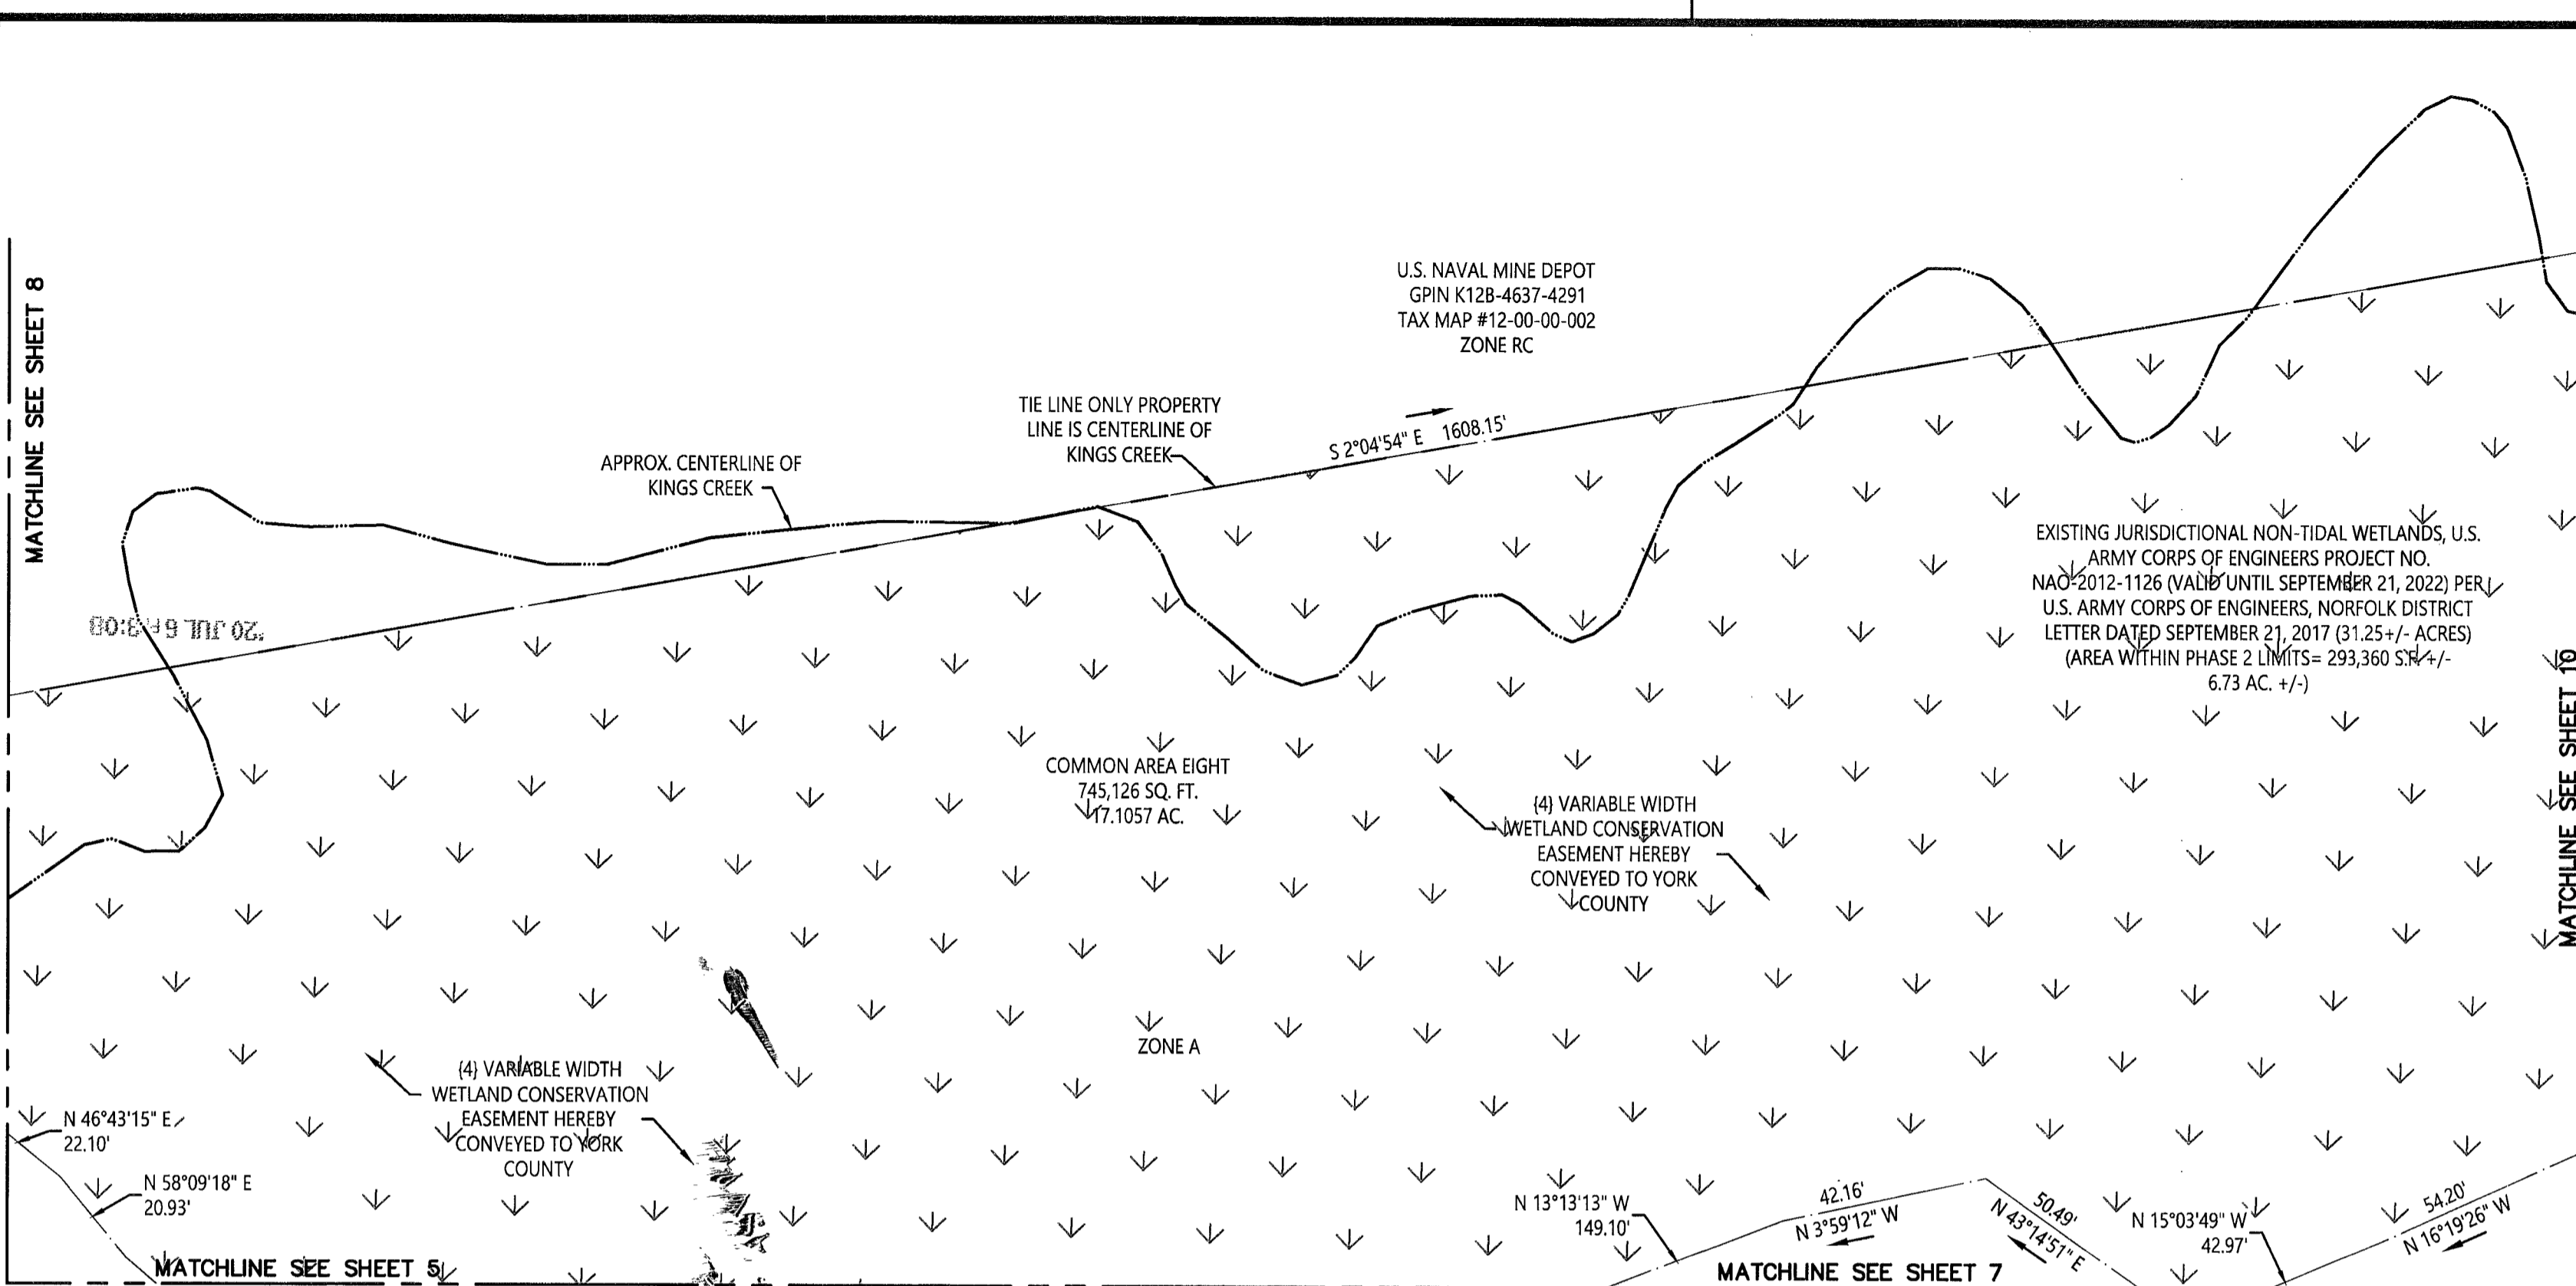 U.S. NAVAL MINE DEPOT
GPIN K12B-4637-4291
TAX MAP #12-00-00-002
ZONE RC
MATCHLINE SEE SHEET 8
TIE LINE ONLY PROPERTY
LINE IS CENTERLINE OF
KINGS CREEK
S 2°04'54" E 1608.15'
APPROX. CENTERLINE OF
KINGS CREEK
'20 JUL 6 3:08
EXISTING JURISDICTIONAL NON-TIDAL WETLANDS, U.S.
ARMY CORPS OF ENGINEERS PROJECT NO.
NAO-2012-1126 (VALID UNTIL SEPTEMBER 21, 2022) PER
U.S. ARMY CORPS OF ENGINEERS, NORFOLK DISTRICT
LETTER DATED SEPTEMBER 21, 2017 (31.25+/- ACRES)
(AREA WITHIN PHASE 2 LIMITS= 293,360 S.F. +/-
6.73 AC. +/-)
MATCHLINE SEE SHEET 10
COMMON AREA EIGHT
745,126 SQ. FT.
17.1057 AC.
{4} VARIABLE WIDTH
WETLAND CONSERVATION
EASEMENT HEREBY
CONVEYED TO YORK
COUNTY
ZONE A
{4} VARIABLE WIDTH
WETLAND CONSERVATION
EASEMENT HEREBY
CONVEYED TO YORK
COUNTY
N 46°43'15" E
22.10'
N 58°09'18" E
20.93'
N 13°13'13" W
149.10'
42.16'
N 3°59'12" W
50.49'
N 43°14'51" E
N 15°03'49" W
42.97'
54.20'
N 16°19'26" W
MATCHLINE SEE SHEET 5
MATCHLINE SEE SHEET 7